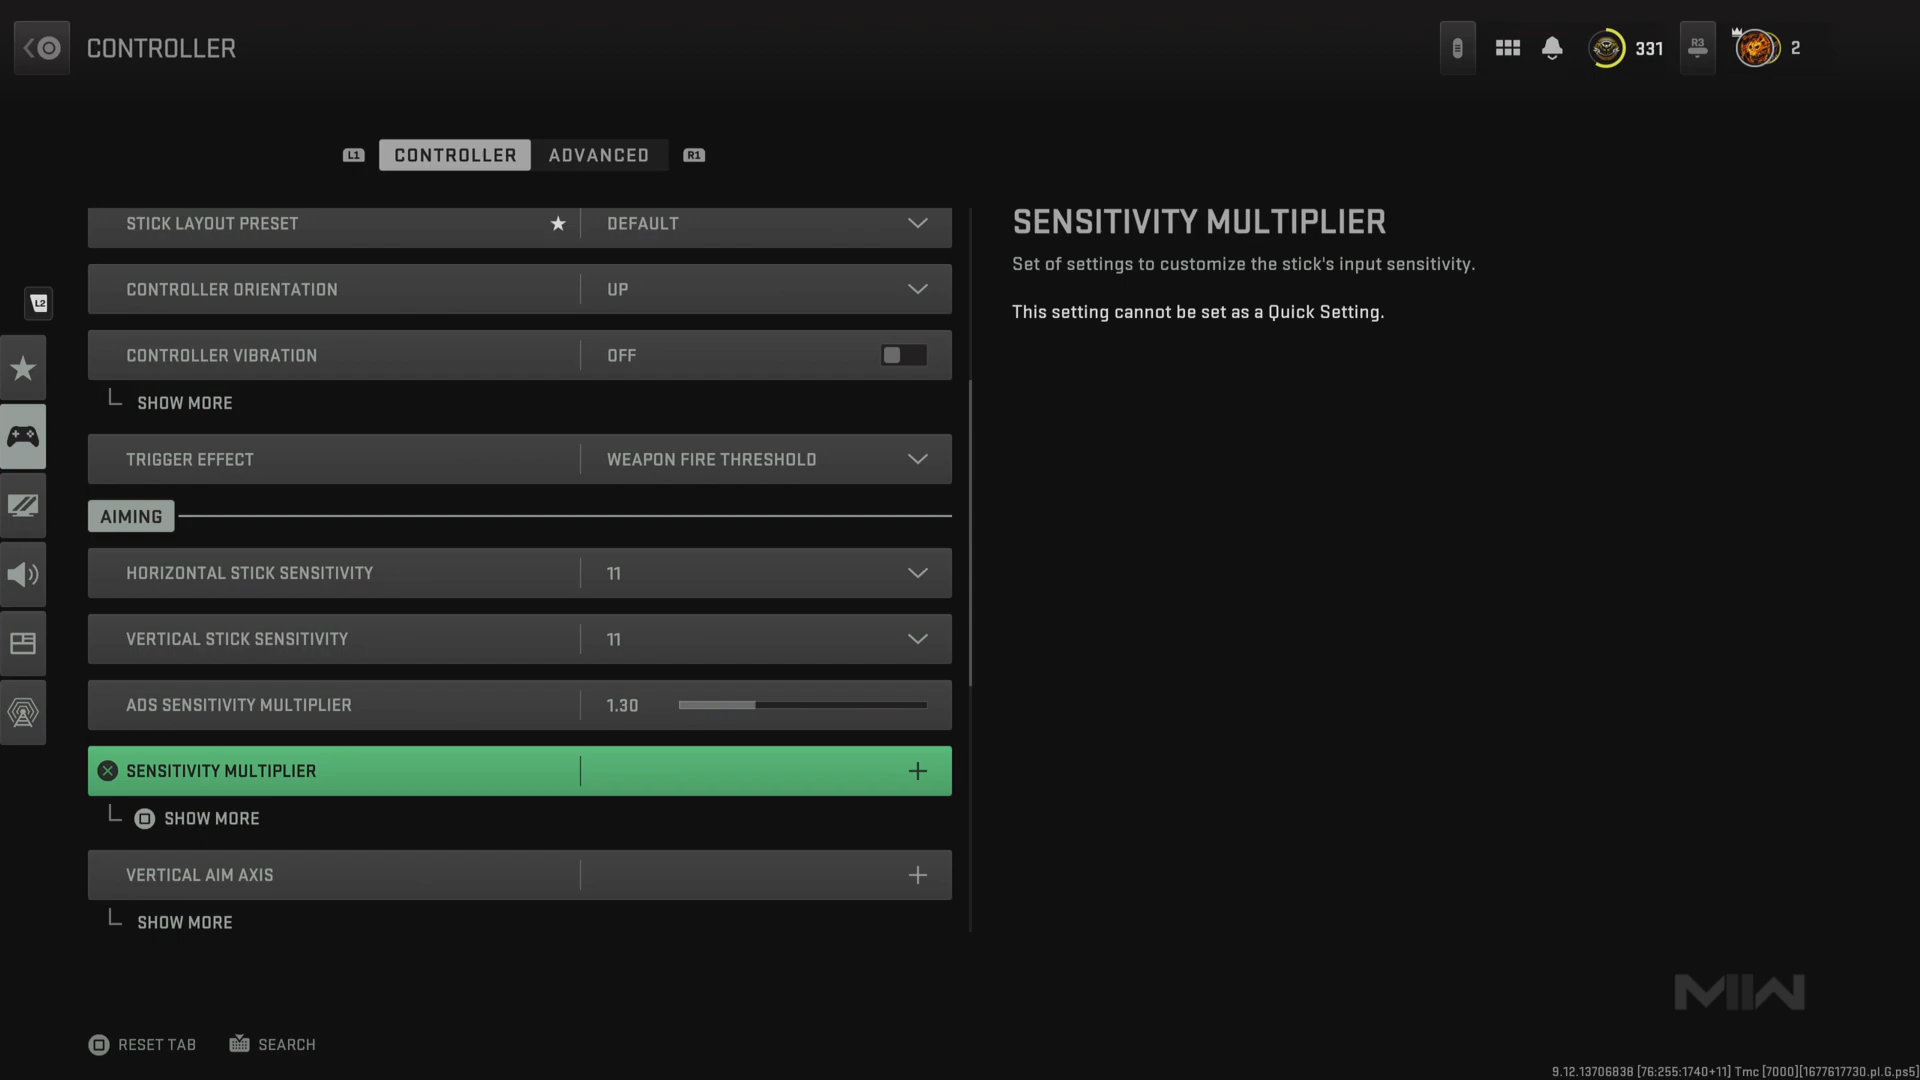 CONTROLLER
331
R3
2
L1
CONTROLLER
ADVANCED
R1
STICK LAYOUT PRESET
DEFAULT
CONTROLLER ORIENTATION
UP
L2
CONTROLLER VIBRATION
OFF
SHOW MORE
TRIGGER EFFECT
WEAPON FIRE THRESHOLD
AIMING
HORIZONTAL STICK SENSITIVITY
11
VERTICAL STICK SENSITIVITY
11
ADS SENSITIVITY MULTIPLIER
1.30
SENSITIVITY MULTIPLIER
SHOW MORE
VERTICAL AIM AXIS
SHOW MORE
SENSITIVITY MULTIPLIER
Set of settings to customize the stick's input sensitivity.
This setting cannot be set as a Quick Setting.
MIIW
RESET TAB
SEARCH
9.12.13706838 [76:255:1740+11] Tmc [7000][1677617730.pl.G.ps5]